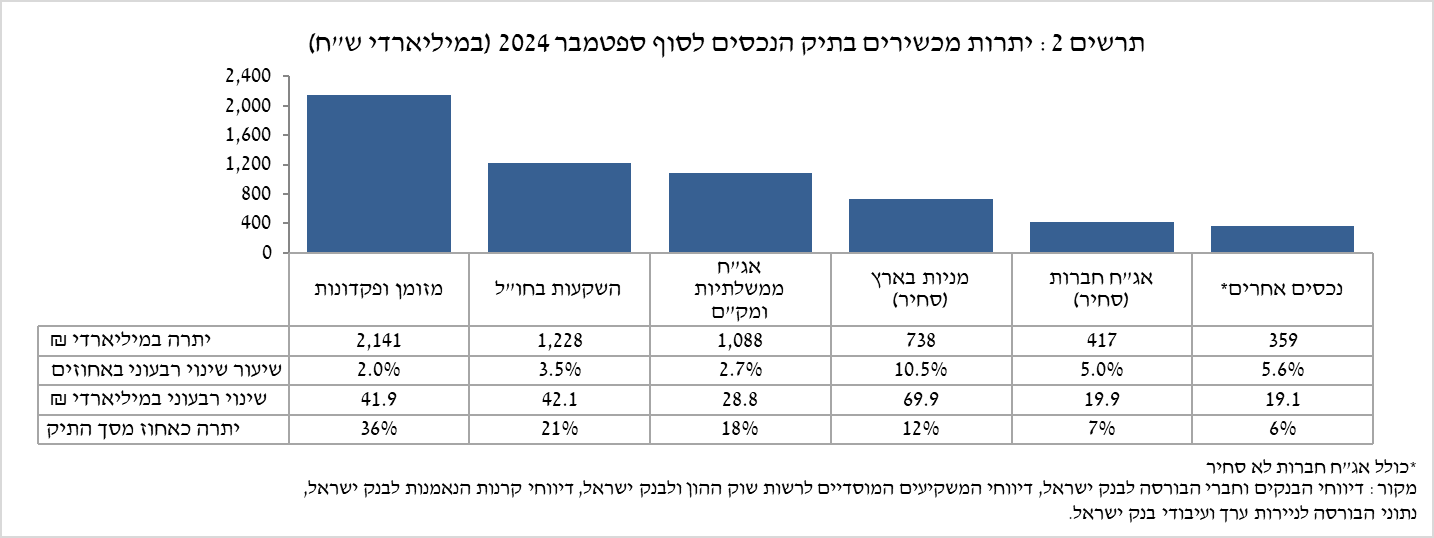 תרשים 2 : יתרות מכשירים בתיק הנכסים לסוף ספטמבר 2024 (במיליארדי ש"ח)
2,400
2,000
1,600
1,200
800
400
0
מזומן ופקדונות
השקעות בחו"ל
אג"ח
ממשלתיות
ומק"ם
מניות בארץ
(סחיר)
אג"ח חברות
(סחיר)
נכסים אחרים*
יתרה במיליארדי ₪ 2,141 1,228 1,088 738 417 359
שיעור שינוי רבעוני באחוזים 2.0% 3.5% 2.7% 10.5% 5.0% 5.6%
שינוי רבעוני במיליארדי ₪ 41.9 42.1 28.8 69.9 19.9 19.1
יתרה כאחוז מסך התיק 36% 21% 18% 12% 7% 6%
*כולל אג"ח חברות לא סחיר
מקור : דיווחי הבנקים וחברי הבורסה לבנק ישראל, דיווחי המשקיעים המוסדיים לרשות שוק ההון ולבנק ישראל, דיווחי קרנות הנאמנות לבנק ישראל,
נתוני הבורסה לניירות ערך ועיבודי בנק ישראל.